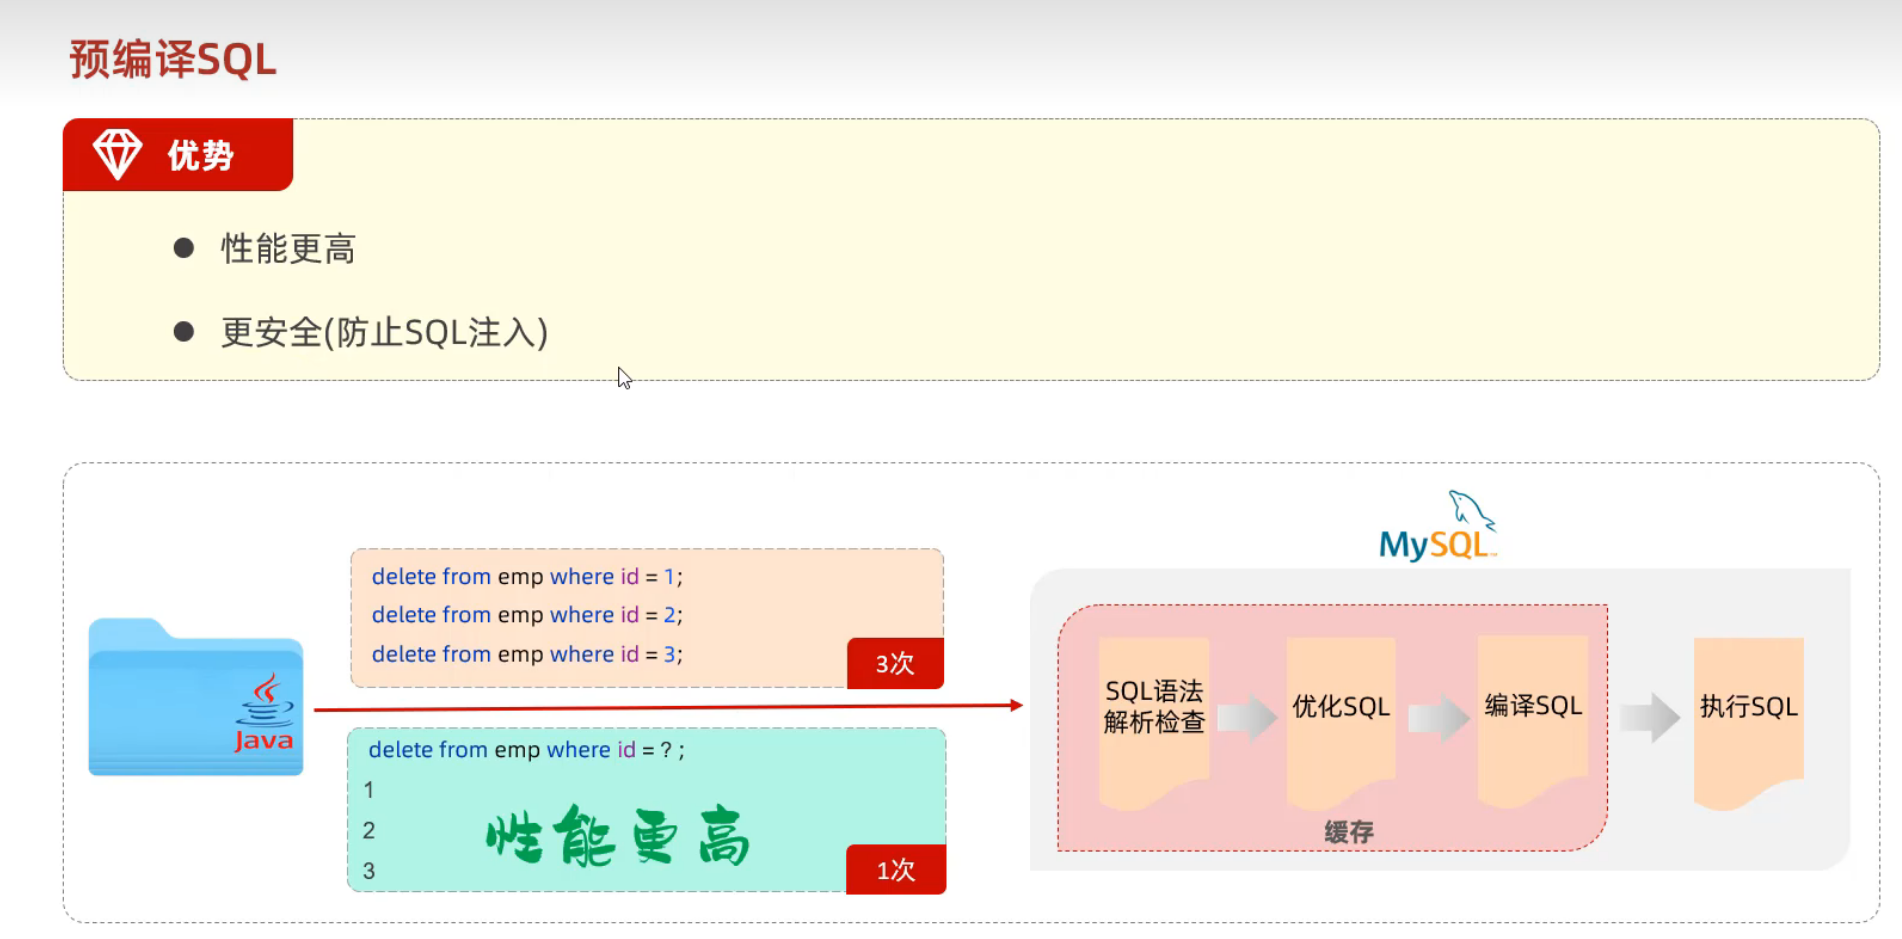 预编译SQL
优势
● 性能更高
● 更安全(防止SQL注入)
MySQL
delete from emp where id = 1;
delete from emp where id = 2;
delete from emp where id = 3;
3次
Java
delete from emp where id = ? ;
1
2
3
性能更高
1次
SQL语法
解析检查
优化SQL
编译SQL
缓存
执行SQL